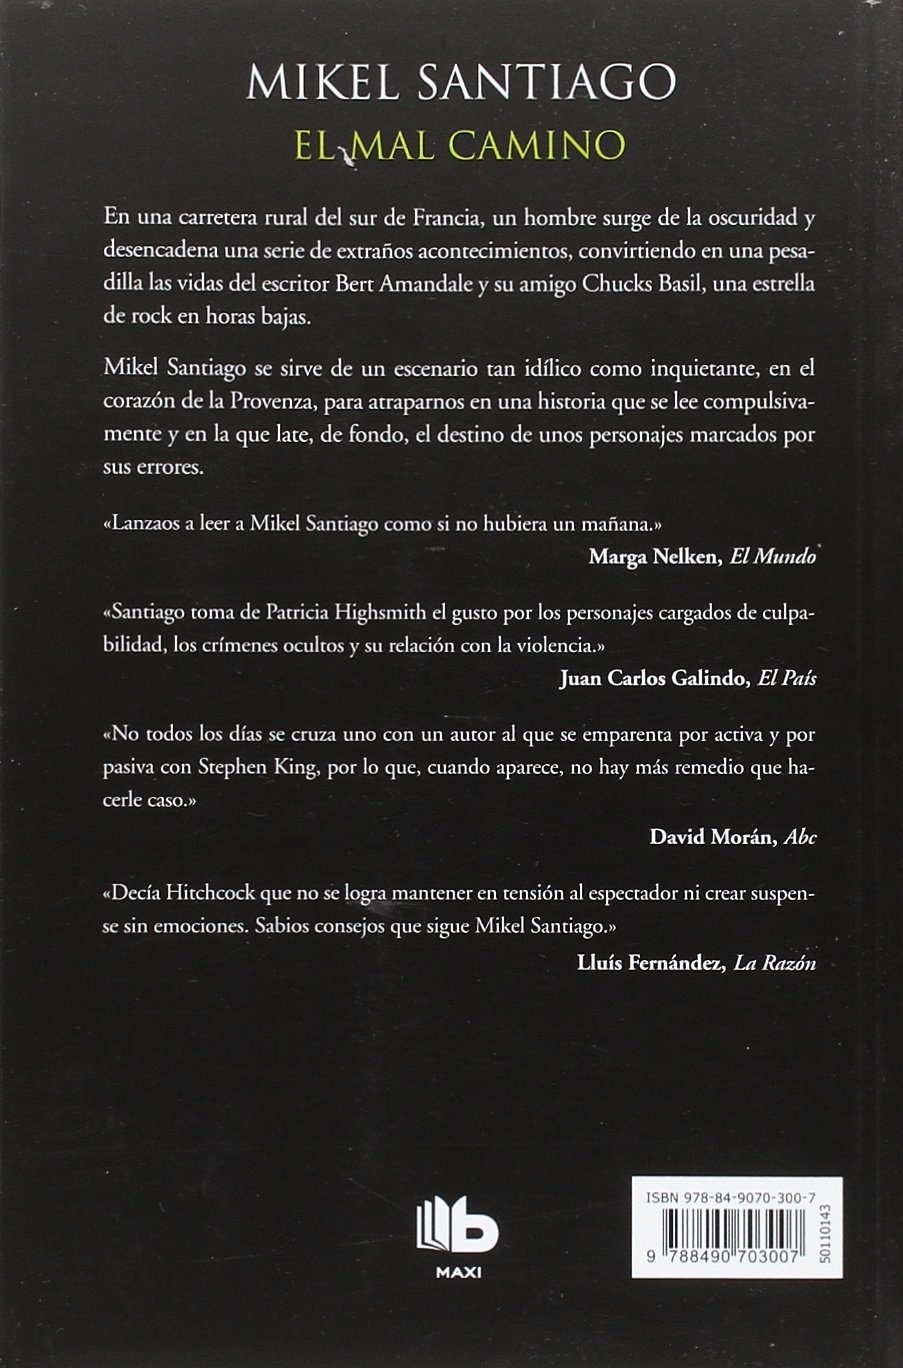 MIKEL SANTIAGO
EL MAL CAMINO
En una carretera rural del sur de Francia, un hombre surge de la oscuridad y
desencadena una serie de extraños acontecimientos, convirtiendo en una pesa-
dilla las vidas del escritor Bert Amandale y su amigo Chucks Basil, una estrella
de rock en horas bajas.
Mikel Santiago se sirve de un escenario tan idílico como inquietante, en el
corazón de la Provenza, para atraparnos en una historia que se lee compulsiva-
mente y en la que late, de fondo, el destino de unos personajes marcados por
sus errores.
«Lanzaos a leer a Mikel Santiago como si no hubiera un mañana.»
Marga Nelken, El Mundo
«Santiago toma de Patricia Highsmith el gusto por los personajes cargados de culpa-
bilidad, los crímenes ocultos y su relación con la violencia.»
Juan Carlos Galindo, El País
«No todos los días se cruza uno con un autor al que se emparenta por activa y por
pasiva con Stephen King, por lo que, cuando aparece, no hay más remedio que ha-
cerle caso.»
David Morán, Abc
«Decía Hitchcock que no se logra mantener en tensión al espectador ni crear suspen-
se sin emociones. Sabios consejos que sigue Mikel Santiago.»
Lluís Fernández, La Razón
b
MAXI
ISBN 978-84-9070-300-7
9 788490 703007
50110143